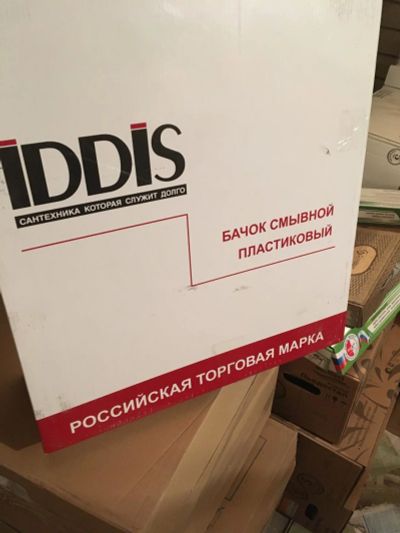 iDDiS
САНТЕХНИКА КОТОРАЯ СЛУЖИТ ДОЛГО
БАЧОК СМЫВНОЙ
ПЛАСТИКОВЫЙ
РОССИЙСКАЯ ТОРГОВАЯ МАРКА